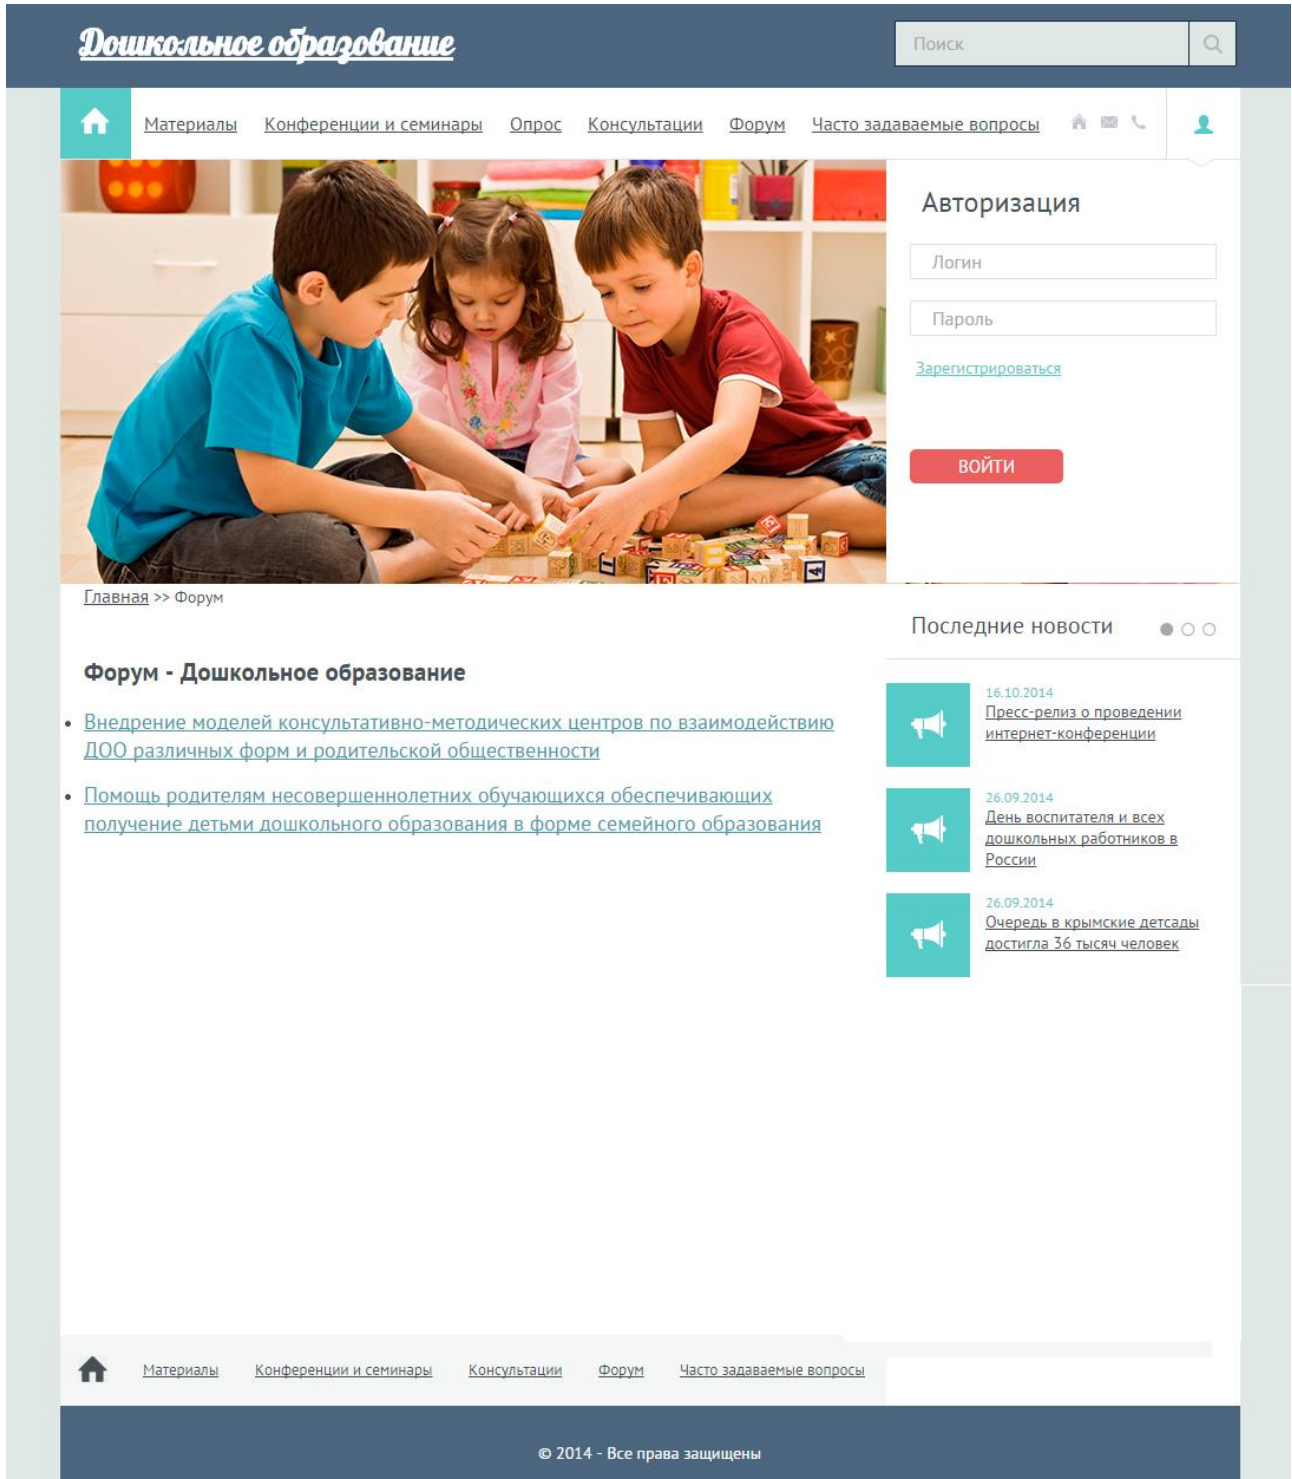 Дошкольное образование
Поиск
Материалы Конференции и семинары Опрос Консультации Форум Часто задаваемые вопросы
Авторизация
Логин
Пароль
Зарегистрироваться
ВОЙТИ
Главная >> Форум
Форум - Дошкольное образование
Внедрение моделей консультативно-методических центров по взаимодействию
ДОО различных форм и родительской общественности
Помощь родителям несовершеннолетних обучающихся обеспечивающих
получение детьми дошкольного образования в форме семейного образования
Последние новости
16.10.2014
Пресс-релиз о проведении
интернет-конференции
26.09.2014
День воспитателя и всех
дошкольных работников в
России
26.09.2014
Очередь в крымские детсады
достигла 36 тысяч человек
Материалы Конференции и семинары Консультации Форум Часто задаваемые вопросы
© 2014 - Все права защищены